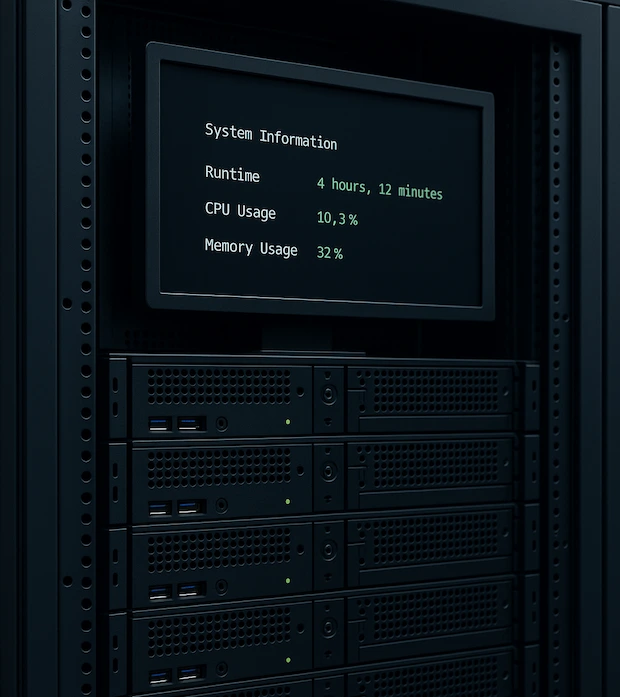 System Information
Runtime 4 hours, 12 minutes
CPU Usage 10,3 %
Memory Usage 32 %